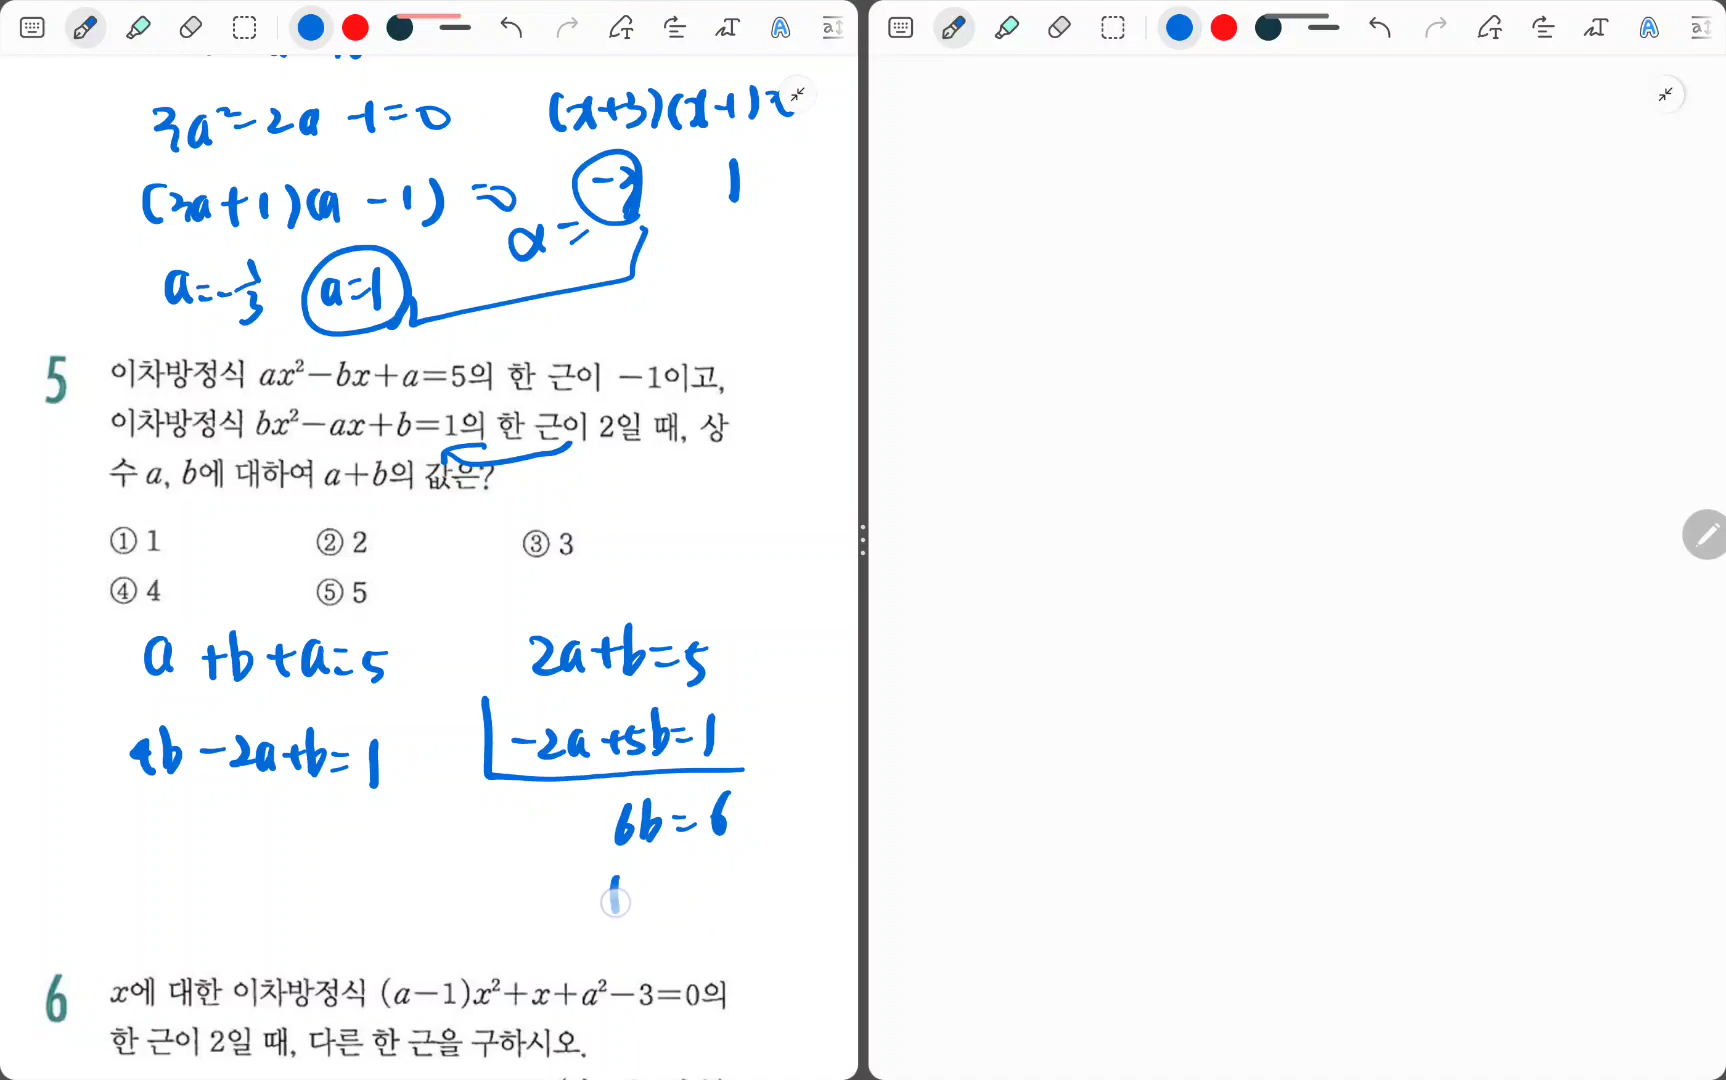 3a²-2a-1=0
(x+3)(x-1)
(3a+1)(a-1)=0
-3
1
α=
a=-1/3
a=1
5
이차방정식 ax²-bx+a=5의 한 근이 -1이고,
이차방정식 bx²-ax+b=1의 한 근이 2일 때, 상
수 a, b에 대하여 a+b의 값은?
① 1 ② 2 ③ 3
④ 4 ⑤ 5
a+b+a=5
2a+b=5
4b-2a+b=1
-2a+5b=1
6b=6
6
x에 대한 이차방정식 (a-1)x²+x+a²-3=0의
한 근이 2일 때, 다른 한 근을 구하시오.